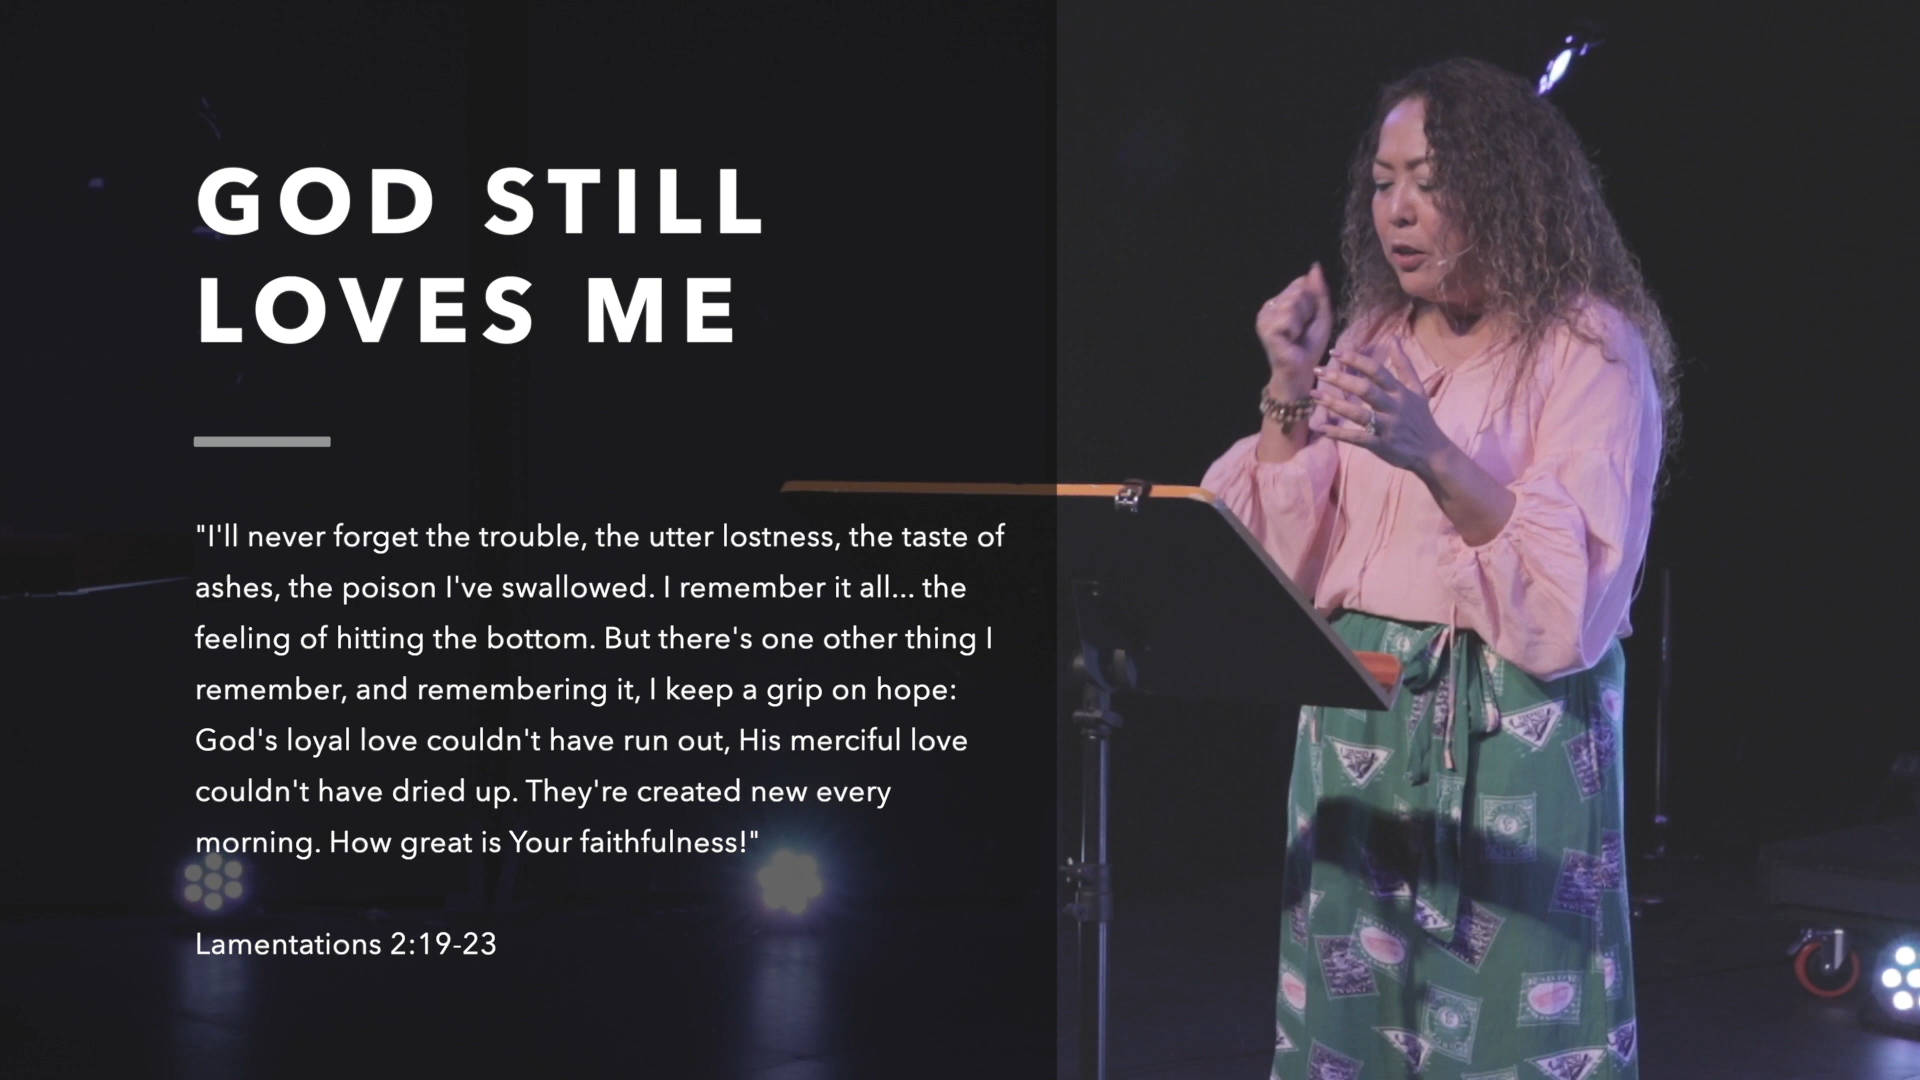 GOD STILL
LOVES ME
"I'll never forget the trouble, the utter lostness, the taste of
ashes, the poison I've swallowed. I remember it all... the
feeling of hitting the bottom. But there's one other thing I
remember, and remembering it, I keep a grip on hope:
God's loyal love couldn't have run out, His merciful love
couldn't have dried up. They're created new every
morning. How great is Your faithfulness!"
Lamentations 2:19-23